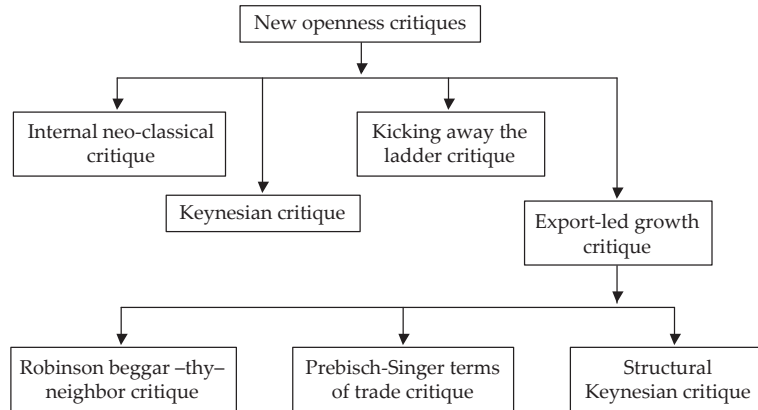 New openness critiques
Internal neo-classical
critique
Kicking away the
ladder critique
Keynesian critique
Export-led growth
critique
Robinson beggar –thy–
neighbor critique
Prebisch-Singer terms
of trade critique
Structural
Keynesian critique